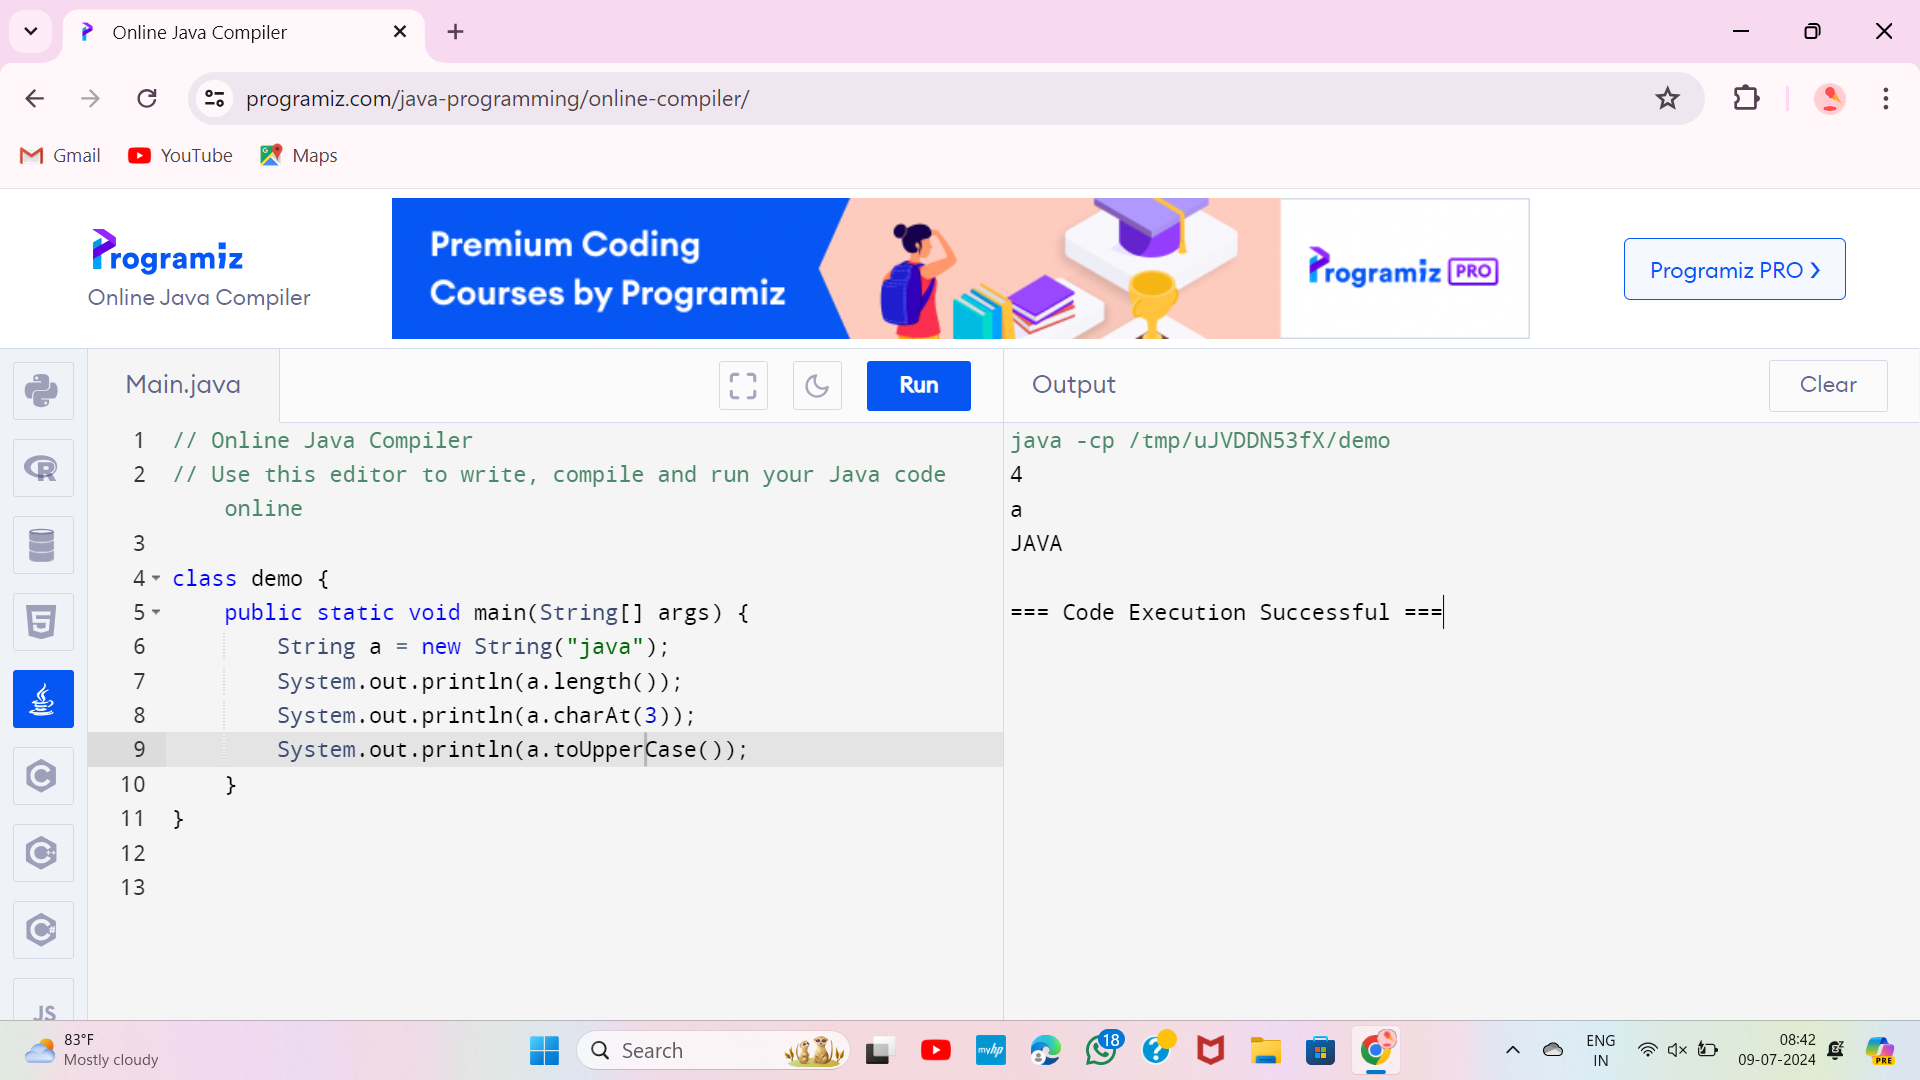 Online Java Compiler
programiz.com/java-programming/online-compiler/
Gmail YouTube Maps
Programiz
Online Java Compiler
Premium Coding
Courses by Programiz
Programiz PRO
Programiz PRO ❯
Main.java
Run
Output
Clear
1 // Online Java Compiler
2 // Use this editor to write, compile and run your Java code
online
3
4 class demo {
5 public static void main(String[] args) {
6 String a = new String("java");
7 System.out.println(a.length());
8 System.out.println(a.charAt(3));
9 System.out.println(a.toUpperCase());
10 }
11 }
12
13
java -cp /tmp/uJVDDN53fX/demo
4
a
JAVA
=== Code Execution Successful ===
JS
83°F
Mostly cloudy
Search
myhp
18
ENG
IN
08:42
09-07-2024
PRE